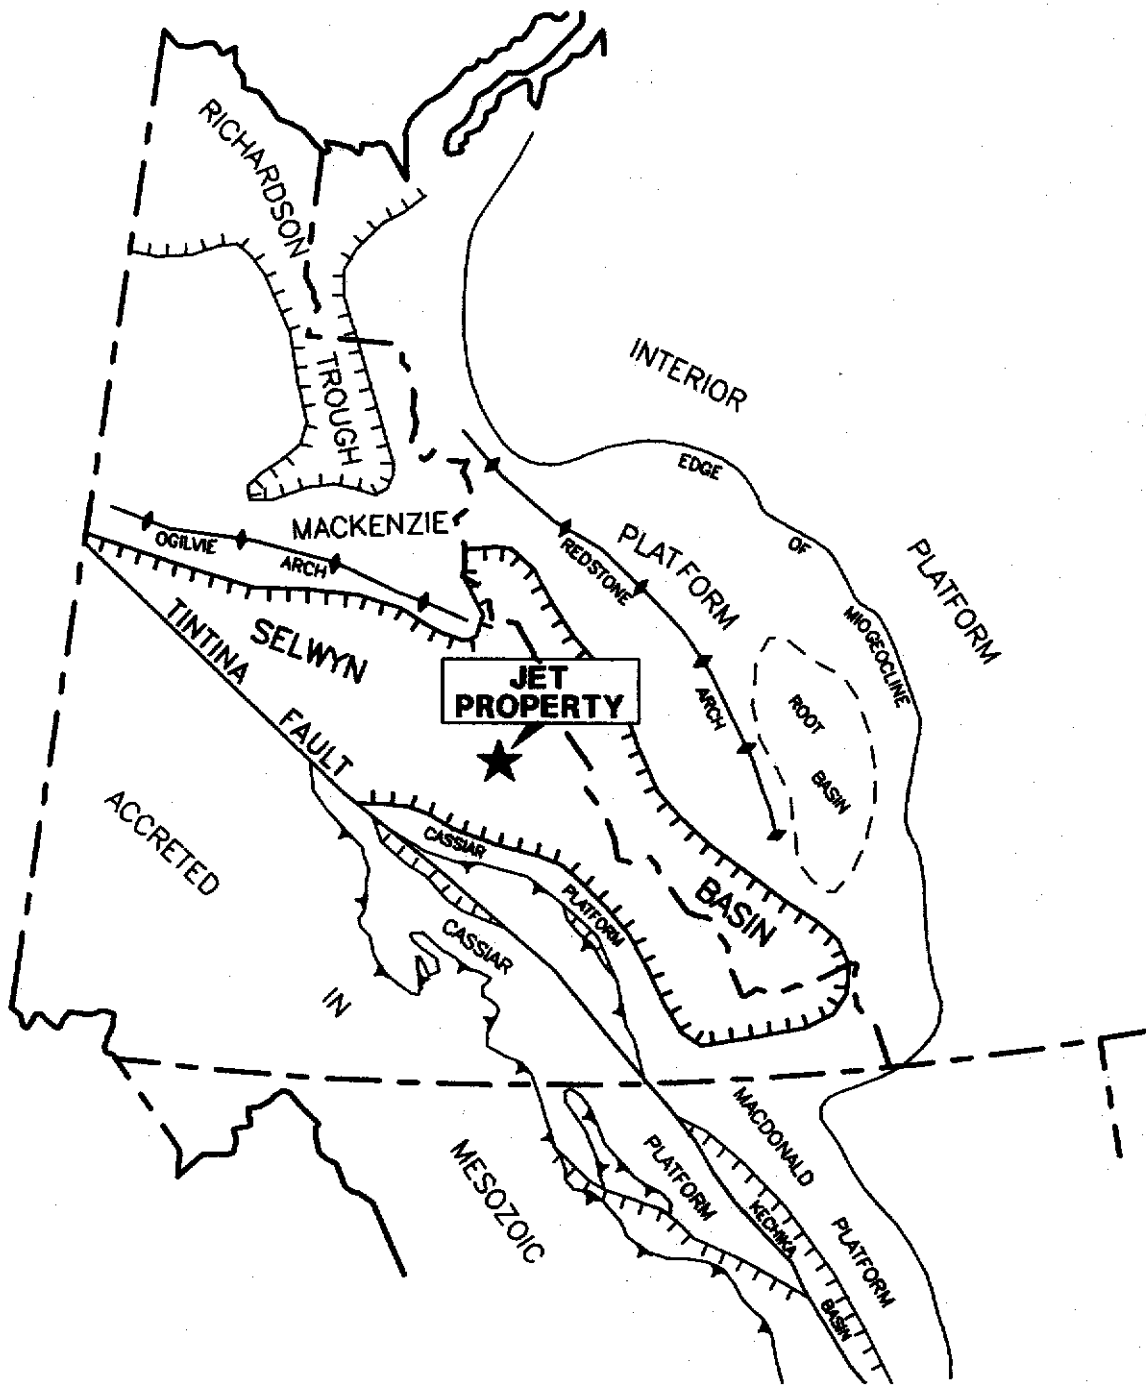 RICHARDSON
TROUGH
INTERIOR
PLATFORM
EDGE
OF
MIOGEOCLINE
MACKENZIE
PLATFORM
OGILVIE
ARCH
REDSTONE
ARCH
ROOT
BASIN
SELWYN
BASIN
TINTINA
FAULT
JET
PROPERTY
ACCRETED
IN
MESOZOIC
CASSIAR
PLATFORM
CASSIAR
PLATFORM
MACDONALD
PLATFORM
KECHIKA
BASIN